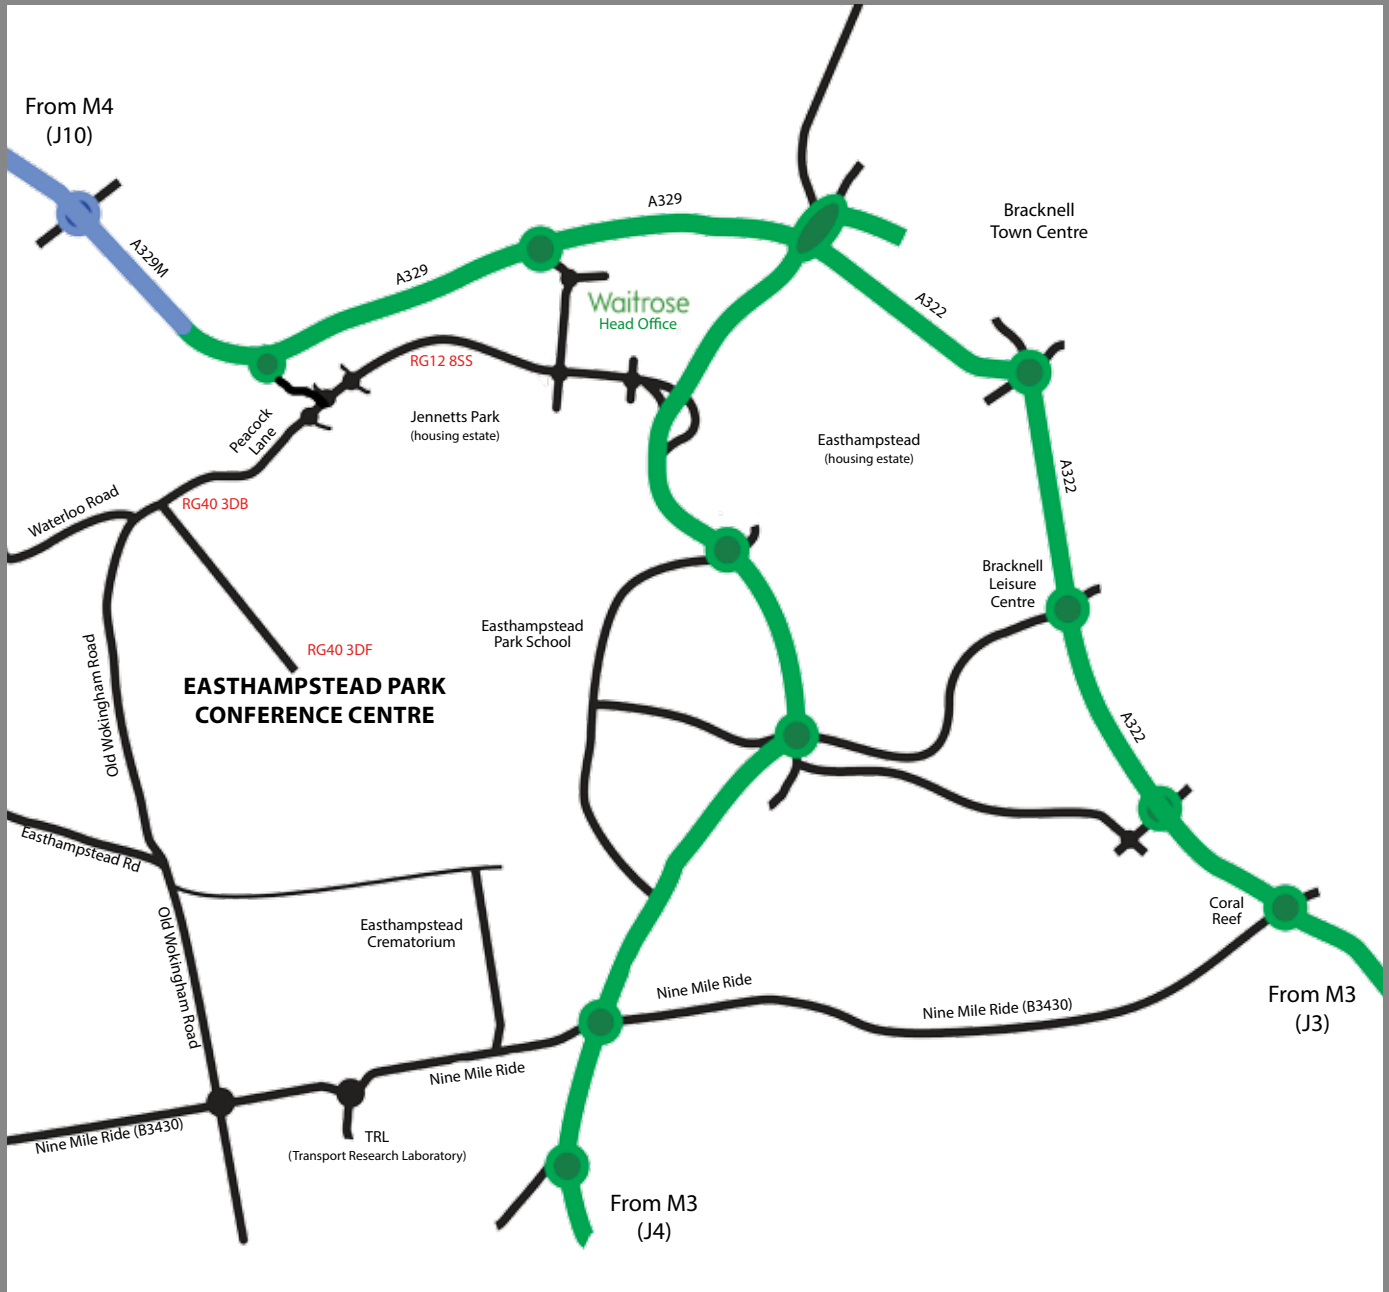 From M4
(J10)
A329M
A329
A329
Bracknell
Town Centre
A322
Waitrose
Head Office
RG12 8SS
Peacock
Lane
Jennetts Park
(housing estate)
Easthampstead
(housing estate)
A322
Waterloo Road
RG40 3DB
Bracknell
Leisure
Centre
Easthampstead
Park School
Old Wokingham Road
RG40 3DF
EASTHAMPSTEAD PARK
CONFERENCE CENTRE
A322
Easthampstead Rd
Coral
Reef
Easthampstead
Crematorium
Old Wokingham Road
Nine Mile Ride
Nine Mile Ride (B3430)
From M3
(J3)
Nine Mile Ride
Nine Mile Ride (B3430)
TRL
(Transport Research Laboratory)
From M3
(J4)